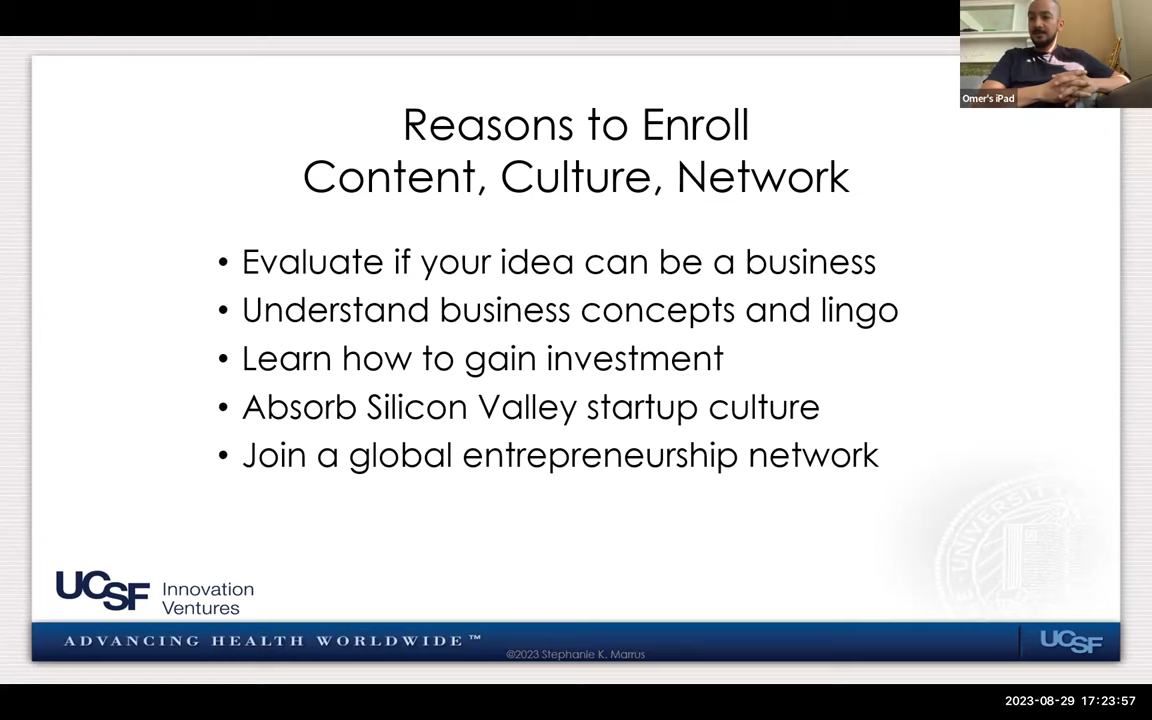 Omer's iPad
Reasons to Enroll
Content, Culture, Network
• Evaluate if your idea can be a business
• Understand business concepts and lingo
• Learn how to gain investment
• Absorb Silicon Valley startup culture
• Join a global entrepreneurship network
UNIVERSITY
UCSF Innovation
Ventures
ADVANCING HEALTH WORLDWIDE™
UCSF
©2023 Stephanie K. Marrus
2023-08-29 17:23:57